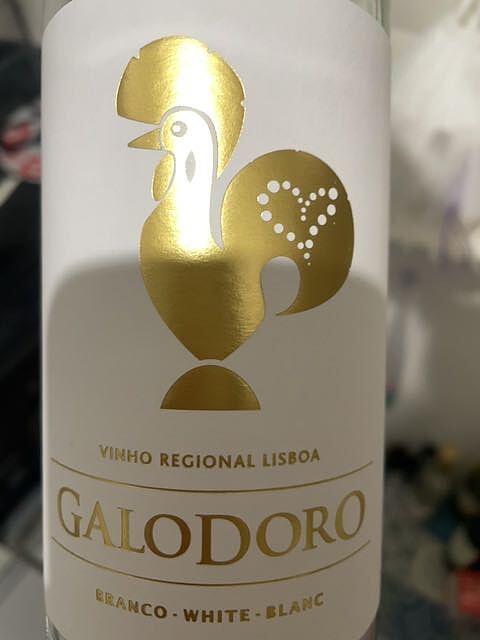 VINHO REGIONAL LISBOA
GALODORO
BRANCO - WHITE - BLANC